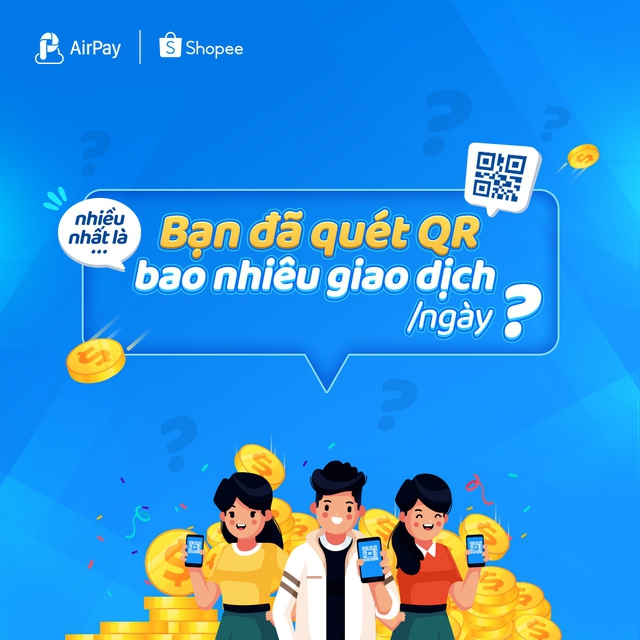 AirPay
Shopee
nhiều
nhất là
...
Bạn đã quét QR
bao nhiêu giao dịch
/ngày?